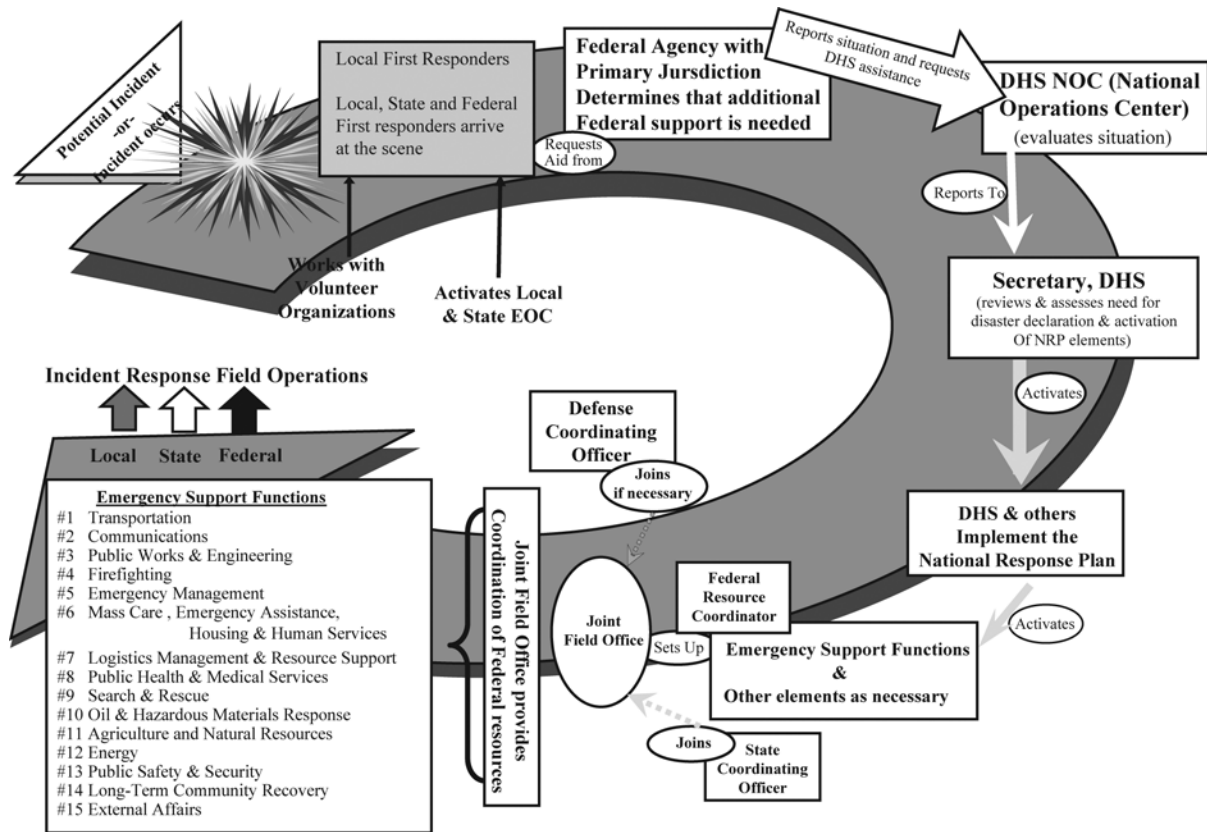 Potential Incident
-or-
Incident occurs
Local First Responders
Local, State and Federal
First responders arrive
at the scene
Works with
Volunteer
Organizations
Activates Local
& State EOC
Requests
Aid from
Federal Agency with
Primary Jursdiction
Determines that additional
Federal support is needed
Reports situation and requests
DHS assistance
DHS NOC (National
Operations Center)
(evaluates situation)
Reports To
Secretary, DHS
(reviews & assesses need for
disaster declaration & activation
Of NRP elements)
Activates
DHS & others
Implement the
National Response Plan
Activates
Emergency Support Functions
&
Other elements as necessary
Federal
Resource
Coordinator
Sets Up
Joint
Field Office
Defense
Coordinating
Officer
Joins
if necessary
Joins
State
Coordinating
Officer
Joint Field Office provides
Coordination of Federal resources
Incident Response Field Operations
Local State Federal
Emergency Support Functions
#1 Transportation
#2 Communications
#3 Public Works & Engineering
#4 Firefighting
#5 Emergency Management
#6 Mass Care , Emergency Assistance,
Housing & Human Services
#7 Logistics Management & Resource Support
#8 Public Health & Medical Services
#9 Search & Rescue
#10 Oil & Hazardous Materials Response
#11 Agriculture and Natural Resources
#12 Energy
#13 Public Safety & Security
#14 Long-Term Community Recovery
#15 External Affairs